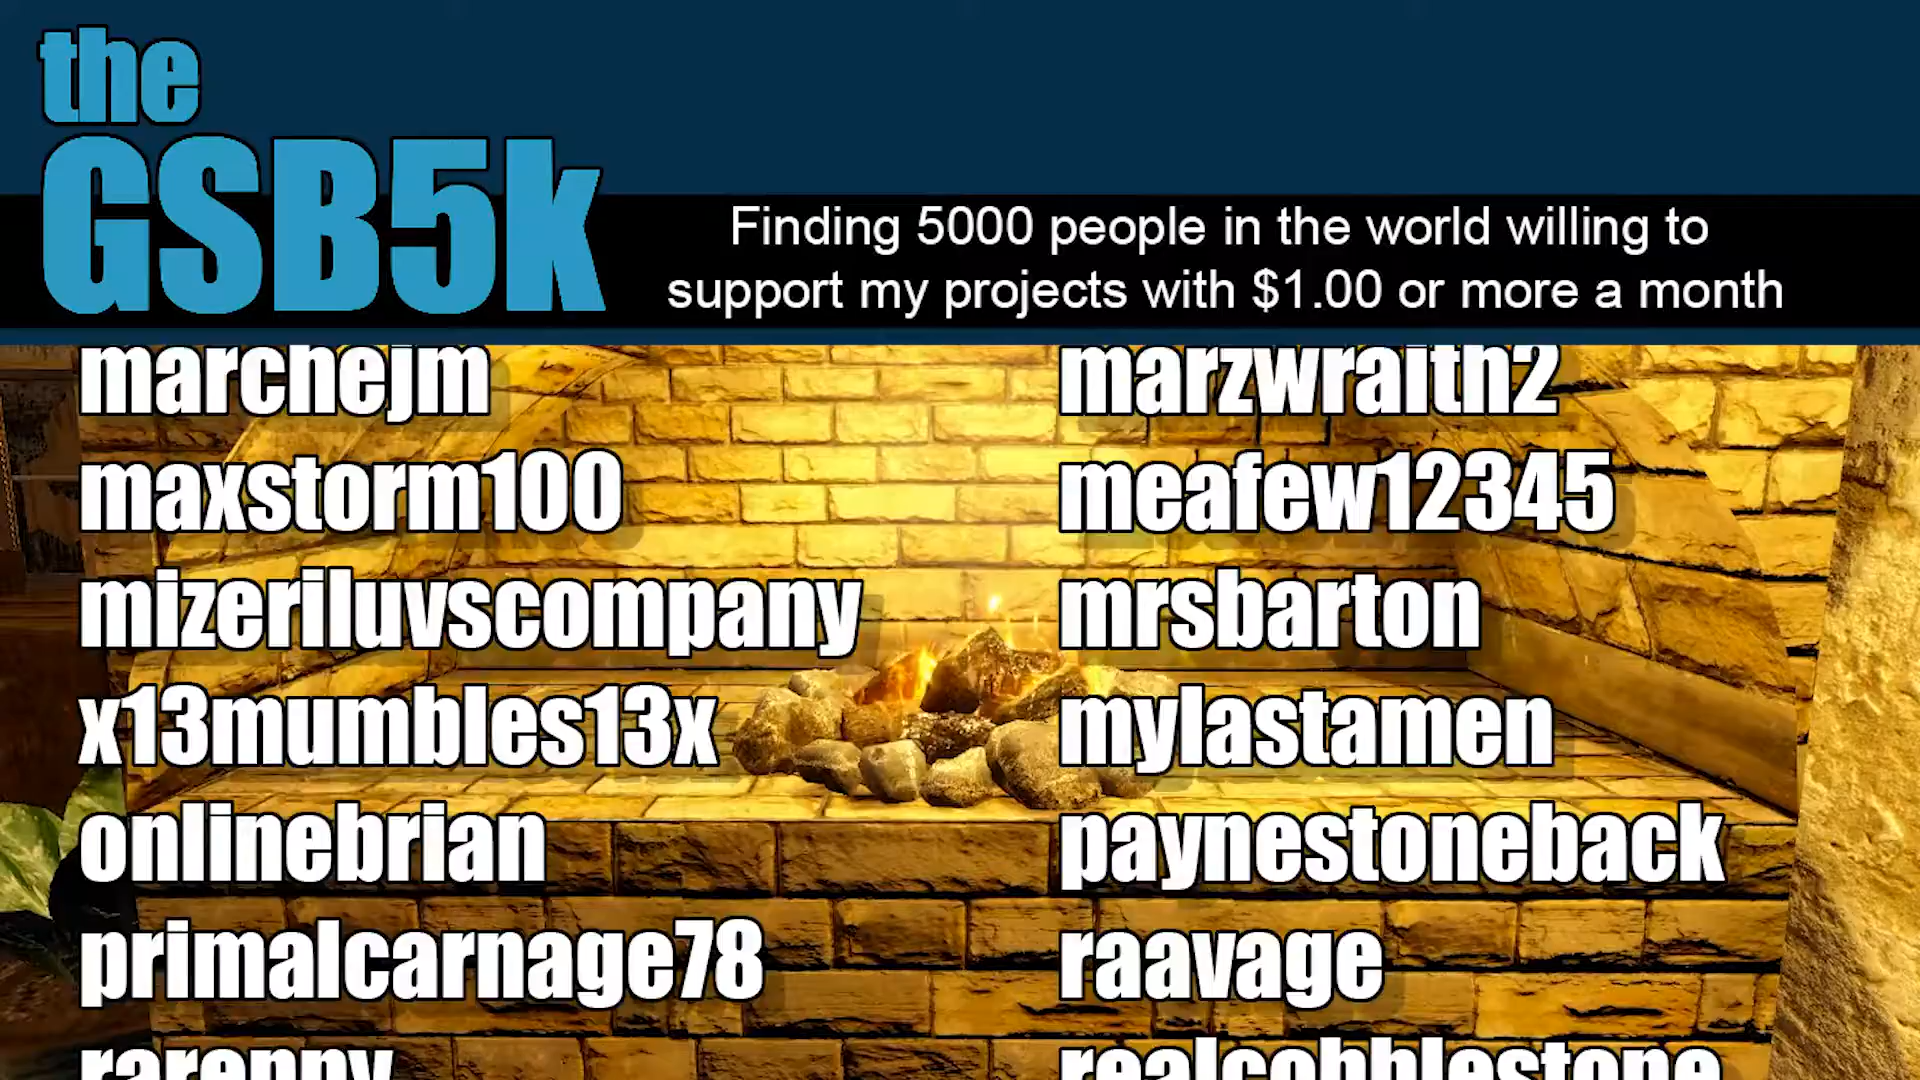 the
GSB5k
Finding 5000 people in the world willing to
support my projects with $1.00 or more a month
marchejm
marzwraith2
maxstorm100
meafew12345
mizeriluvscompany
mrsbarton
x13mumbles13x
mylastamen
onlinebrian
paynestoneback
primalcarnage78
raavage
realcobblestone